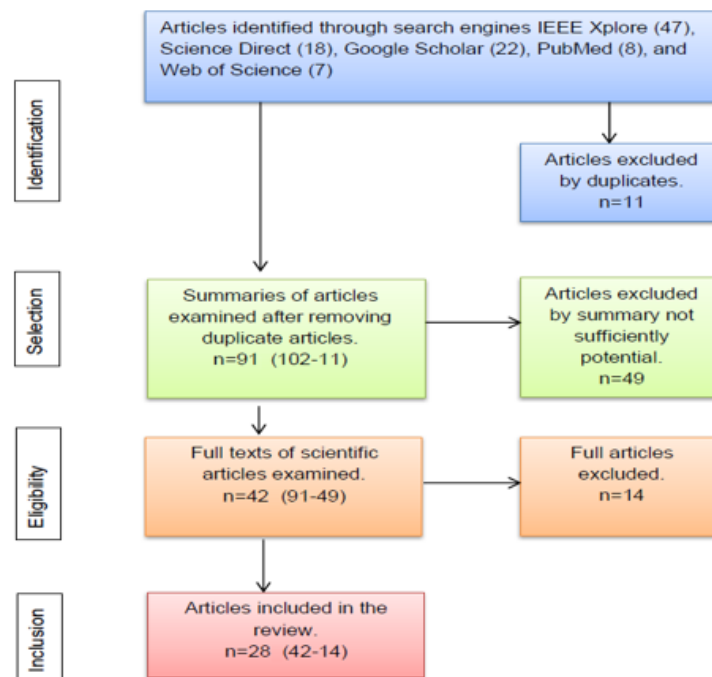 Articles identified through search engines IEEE Xplore (47),
Science Direct (18), Google Scholar (22), PubMed (8), and
Web of Science (7)
Identification
Articles excluded
by duplicates.
n=11
Selection
Summaries of articles
examined after removing
duplicate articles.
n=91 (102-11)
Articles excluded
by summary not
sufficiently
potential.
n=49
Eligibility
Full texts of scientific
articles examined.
n=42 (91-49)
Full articles
excluded.
n=14
Inclusion
Articles included in the
review.
n=28 (42-14)